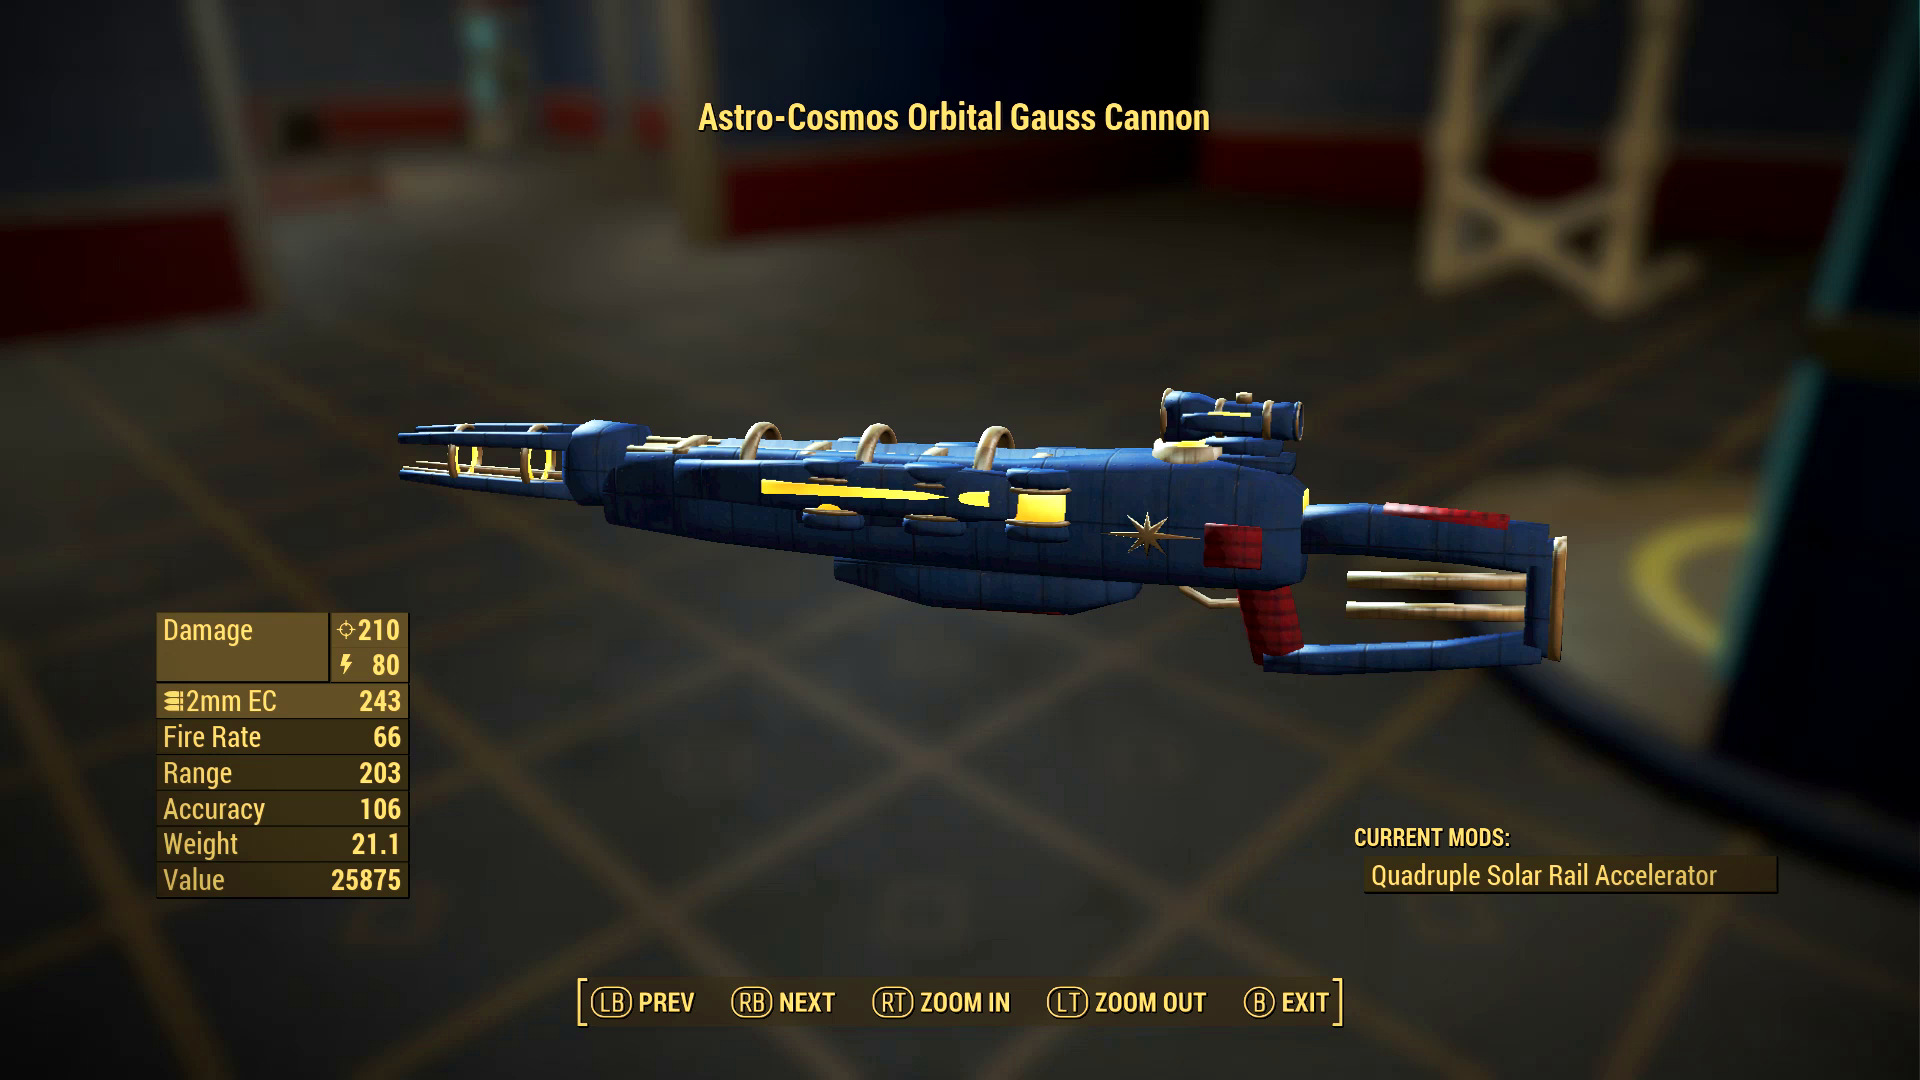 Astro-Cosmos Orbital Gauss Cannon
Damage 210
80
2mm EC 243
Fire Rate 66
Range 203
Accuracy 106
Weight 21.1
Value 25875
CURRENT MODS:
Quadruple Solar Rail Accelerator
LB PREV RB NEXT RT ZOOM IN LT ZOOM OUT B EXIT